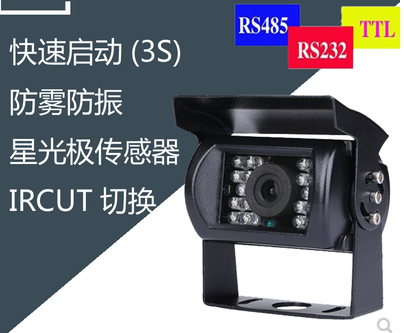 RS485
RS232
TTL
快速启动 (3S)
防雾防振
星光极传感器
IRCUT 切换